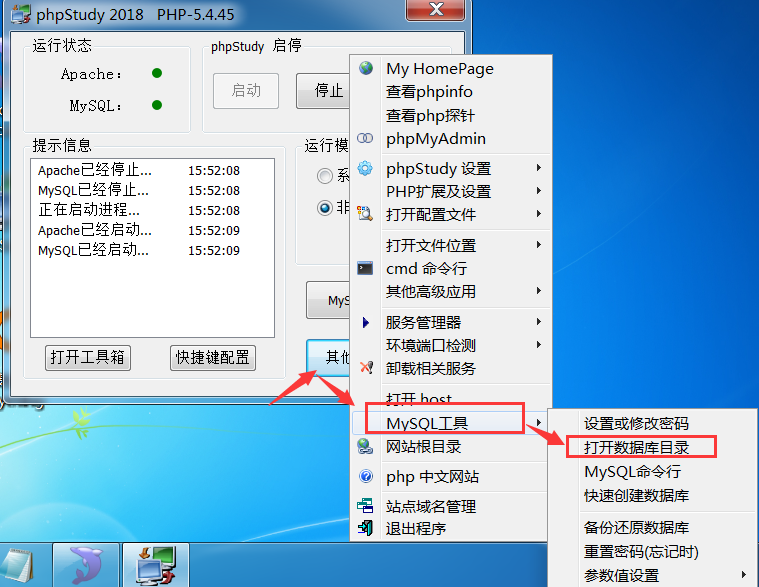 phpStudy 2018 PHP-5.4.45
运行状态
Apache:
MySQL:
phpStudy 启停
启动
停止
提示信息
Apache已经停止... 15:52:08
MySQL已经停止... 15:52:08
正在启动进程... 15:52:08
Apache已经启动... 15:52:09
MySQL已经启动... 15:52:09
打开工具箱
快捷键配置
运行模
系
非
MyS
其他
My HomePage
查看phpinfo
查看php探针
phpMyAdmin
phpStudy 设置
PHP扩展及设置
打开配置文件
打开文件位置
cmd 命令行
其他高级应用
服务管理器
环境端口检测
卸载相关服务
打开 host
MySQL工具
网站根目录
php 中文网站
站点域名管理
退出程序
设置或修改密码
打开数据库目录
MySQL命令行
快速创建数据库
备份还原数据库
重置密码(忘记时)
参数值设置